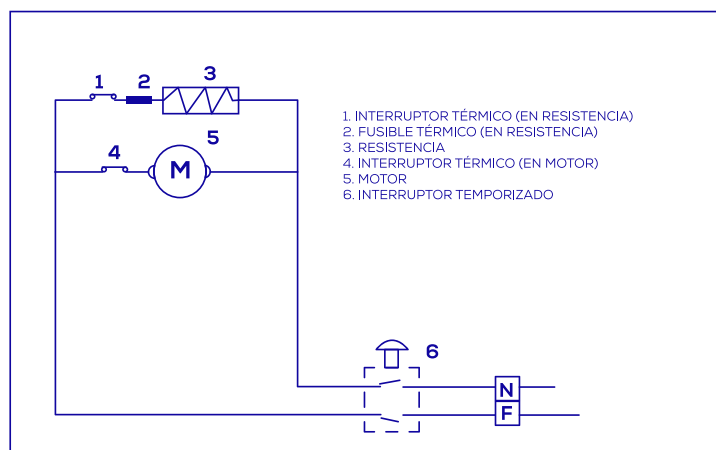 1
2
3
4
5
M
1. INTERRUPTOR TÉRMICO (EN RESISTENCIA)
2. FUSIBLE TÉRMICO (EN RESISTENCIA)
3. RESISTENCIA
4. INTERRUPTOR TÉRMICO (EN MOTOR)
5. MOTOR
6. INTERRUPTOR TEMPORIZADO
6
N
F